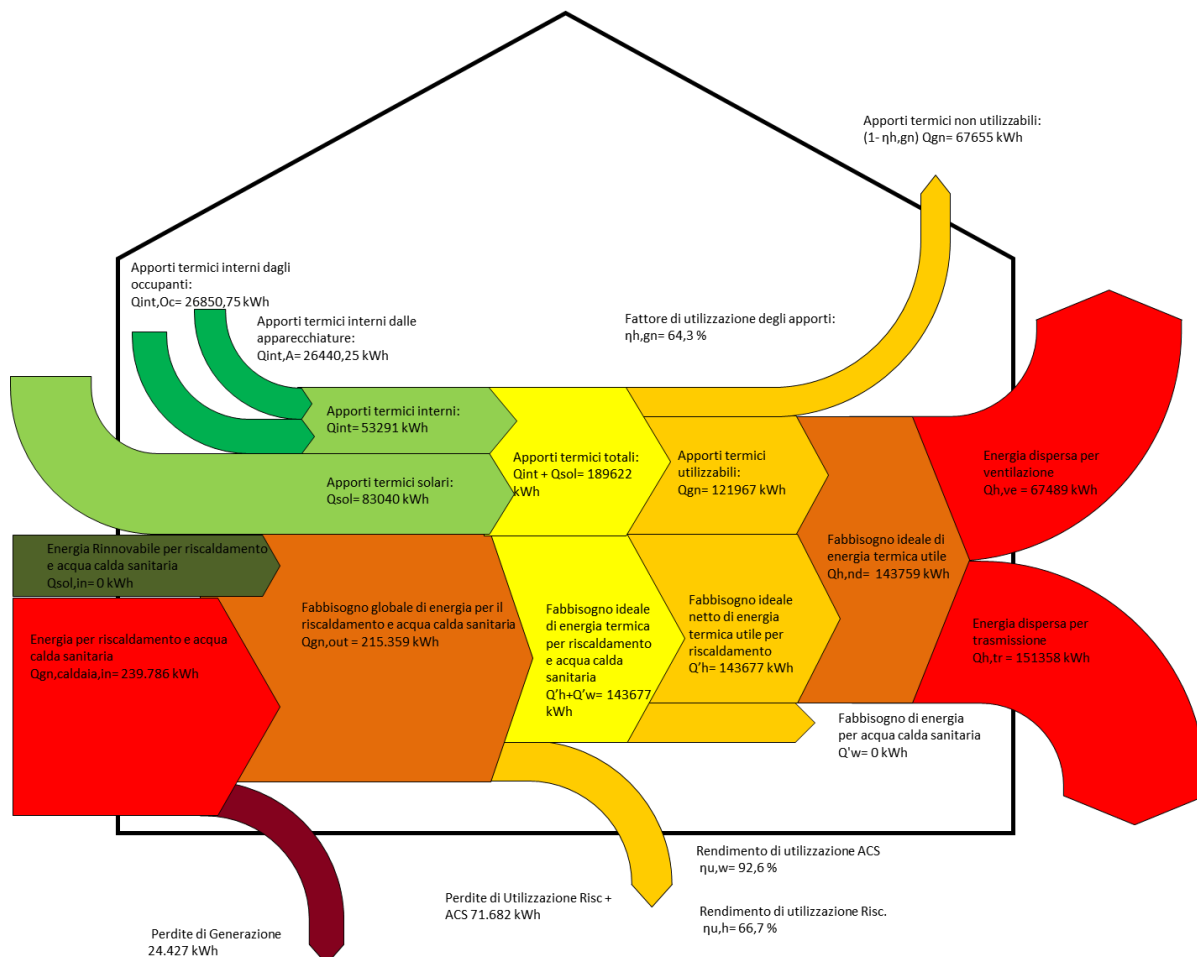 Apporti termici non utilizzabili:
(1- ηh,gn) Qgn= 67655 kWh
Apporti termici interni dagli
occupanti:
Qint,Oc= 26850,75 kWh
Apporti termici interni dalle
apparecchiature:
Qint,A= 26440,25 kWh
Fattore di utilizzazione degli apporti:
ηh,gn= 64,3 %
Apporti termici interni:
Qint= 53291 kWh
Apporti termici totali:
Qint + Qsol= 189622
kWh
Apporti termici
utilizzabili:
Qgn= 121967 kWh
Energia dispersa per
ventilazione
Qh,ve = 67489 kWh
Apporti termici solari:
Qsol= 83040 kWh
Energia Rinnovabile per riscaldamento
e acqua calda sanitaria
Qsol,in= 0 kWh
Fabbisogno ideale di
energia termica utile
Qh,nd=  143759 kWh
Energia per riscaldamento e acqua
calda sanitaria
Qgn,caldaia,in= 239.786 kWh
Fabbisogno globale di energia per il
riscaldamento e acqua calda sanitaria
Qgn,out = 215.359 kWh
Fabbisogno ideale
di energia termica
per riscaldamento
e acqua calda
sanitaria
Q'h+Q'w= 143677
kWh
Fabbisogno ideale
netto di energia
termica utile per
riscaldamento
Q'h= 143677 kWh
Energia dispersa per
trasmissione
Qh,tr = 151358 kWh
Fabbisogno di energia
per acqua calda sanitaria
Q'w= 0 kWh
Rendimento di utilizzazione ACS
ηu,w= 92,6 %
Perdite di Utilizzazione Risc +
ACS 71.682 kWh
Rendimento di utilizzazione Risc.
ηu,h= 66,7 %
Perdite di Generazione
24.427 kWh